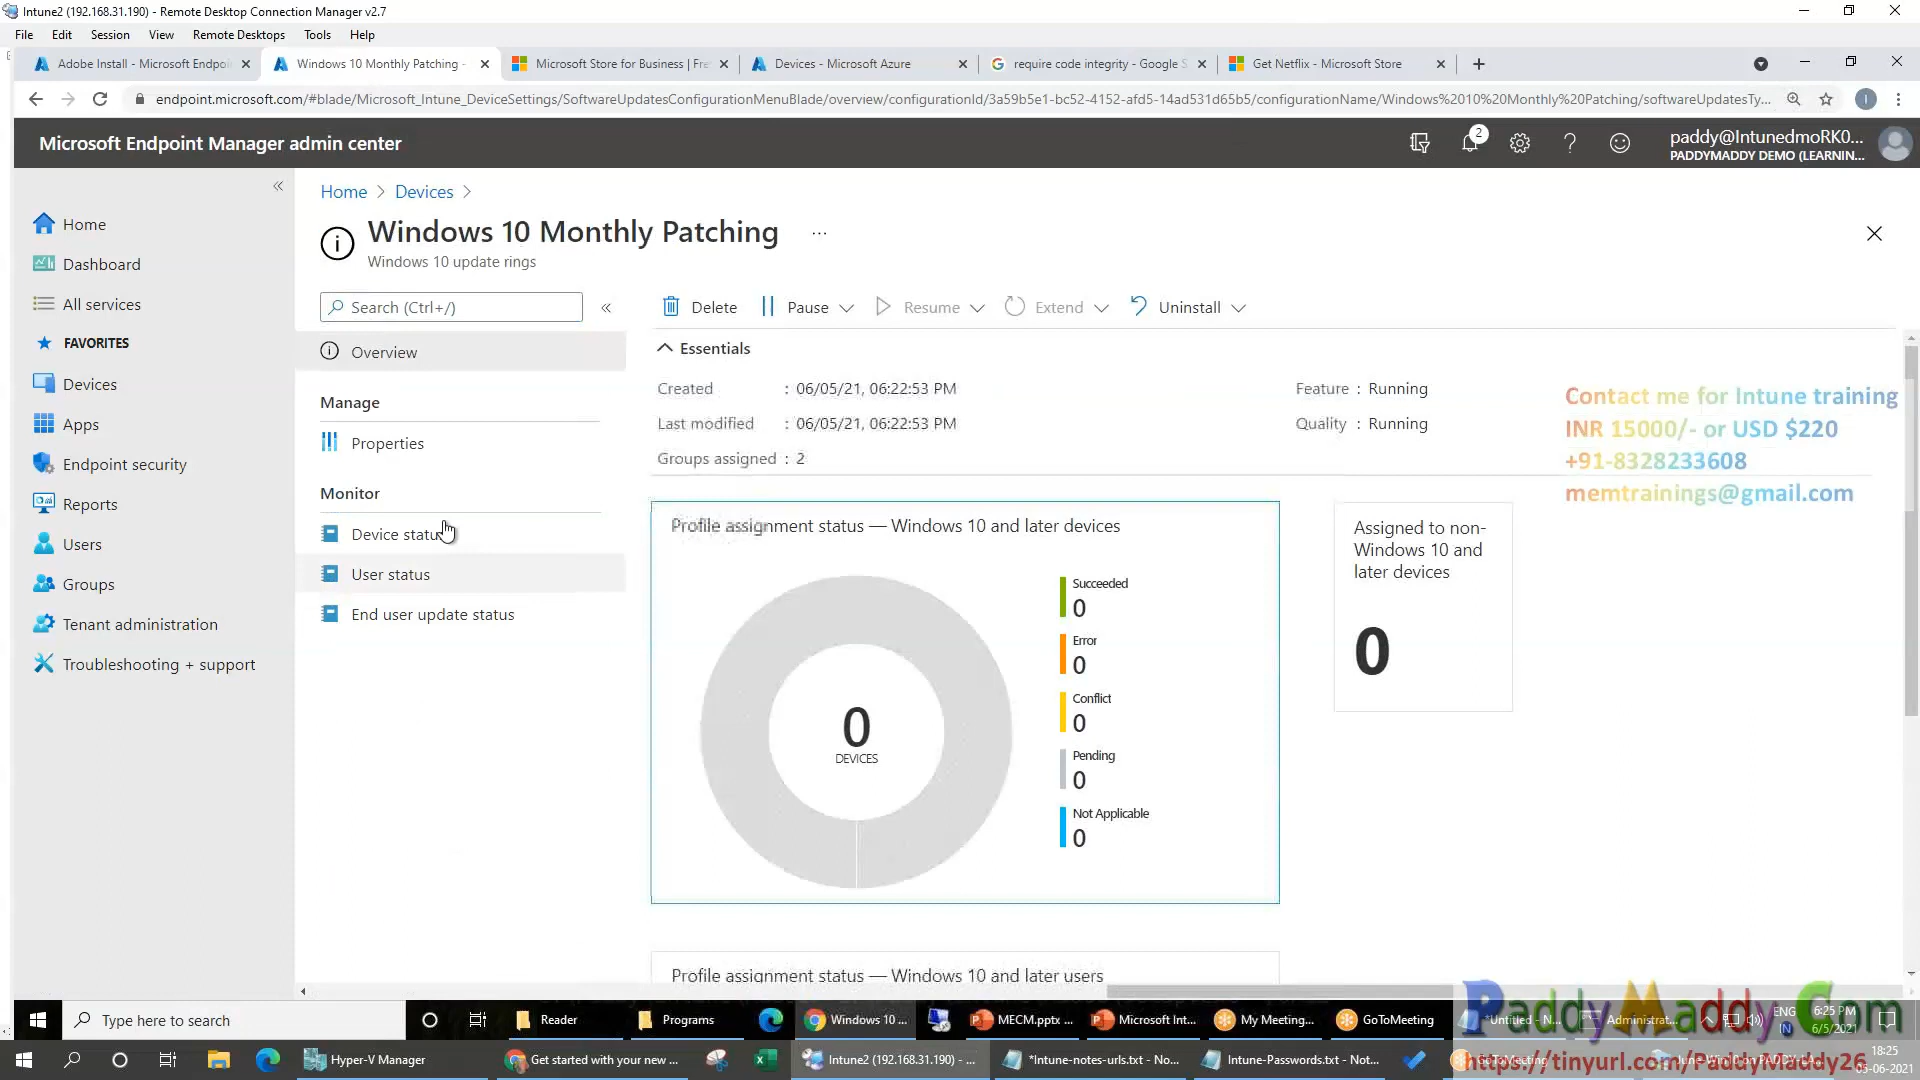 Intune2 (192.168.31.190) - Remote Desktop Connection Manager v2.7
File Edit Session View Remote Desktops Tools Help
Adobe Install - Microsoft Endpoi
Windows 10 Monthly Patching -
Microsoft Store for Business | Fre
Devices - Microsoft Azure
require code integrity - Google S
Get Netflix - Microsoft Store
endpoint.microsoft.com/#blade/Microsoft_Intune_DeviceSettings/SoftwareUpdatesConfigurationMenuBlade/overview/configurationId/3a59b5e1-bc52-4152-afd5-14ad531d65b5/configurationName/Windows%2010%20Monthly%20Patching/softwareUpdatesTy...
Microsoft Endpoint Manager admin center
2
paddy@IntunedmoRK0...
PADDYMADDY DEMO (LEARNIN...
Home
Dashboard
All services
FAVORITES
Devices
Apps
Endpoint security
Reports
Users
Groups
Tenant administration
Troubleshooting + support
Home > Devices >
Windows 10 Monthly Patching ...
Windows 10 update rings
Search (Ctrl+/)
Overview
Manage
Properties
Monitor
Device status
User status
End user update status
Delete Pause Resume Extend Uninstall
Essentials
Created : 06/05/21, 06:22:53 PM
Last modified : 06/05/21, 06:22:53 PM
Groups assigned : 2
Feature : Running
Quality : Running
Contact me for Intune training
INR 15000/- or USD $220
+91-8328233608
memtrainings@gmail.com
Profile assignment status — Windows 10 and later devices
0
DEVICES
Succeeded
0
Error
0
Conflict
0
Pending
0
Not Applicable
0
Assigned to non-
Windows 10 and
later devices
0
Profile assignment status — Windows 10 and later users
PaddyMaddy.Com
Type here to search
Reader
Programs
Windows 10 ...
MECM.pptx ...
Microsoft Int...
My Meeting...
GoToMeeting
*Untitled - N...
Administrat...
ENG
IN
6:25 PM
6/5/2021
Hyper-V Manager
Get started with your new ...
Intune2 (192.168.31.190) - ...
*Intune-notes-urls.txt - No...
Intune-Passwords.txt - Not...
https://tinyurl.com/PaddyMaddy26
18:25
05-06-2021